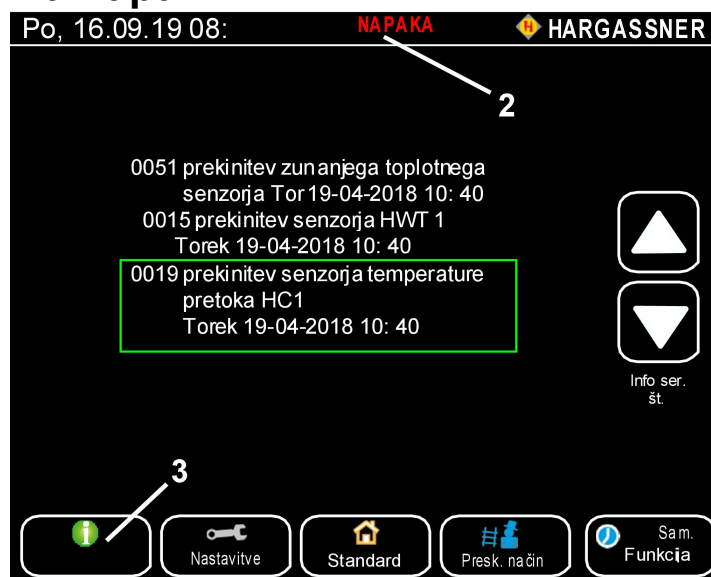 Po, 16.09.19 08:
NAPAKA
HARGASSNER
2
0051 prekinitev zunanjega toplotnega
senzorja Tor 19-04-2018 10: 40
0015 prekinitev senzorja HWT 1
Torek 19-04-2018 10: 40
0019 prekinitev senzorja temperature
pretoka HC1
Torek 19-04-2018 10: 40
Info ser.
št.
3
Nastavitve
Standard
Presk. način
Sam.
Funkcija